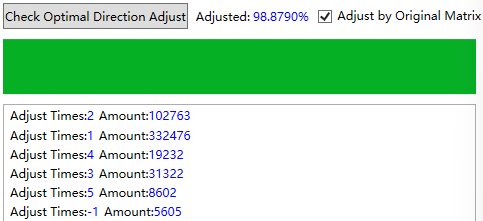 Check Optimal Direction Adjust Adjusted: 98.8790% Adjust by Original Matrix
Adjust Times:2 Amount:102763
Adjust Times:1 Amount:332476
Adjust Times:4 Amount:19232
Adjust Times:3 Amount:31322
Adjust Times:5 Amount:8602
Adjust Times:-1 Amount:5605